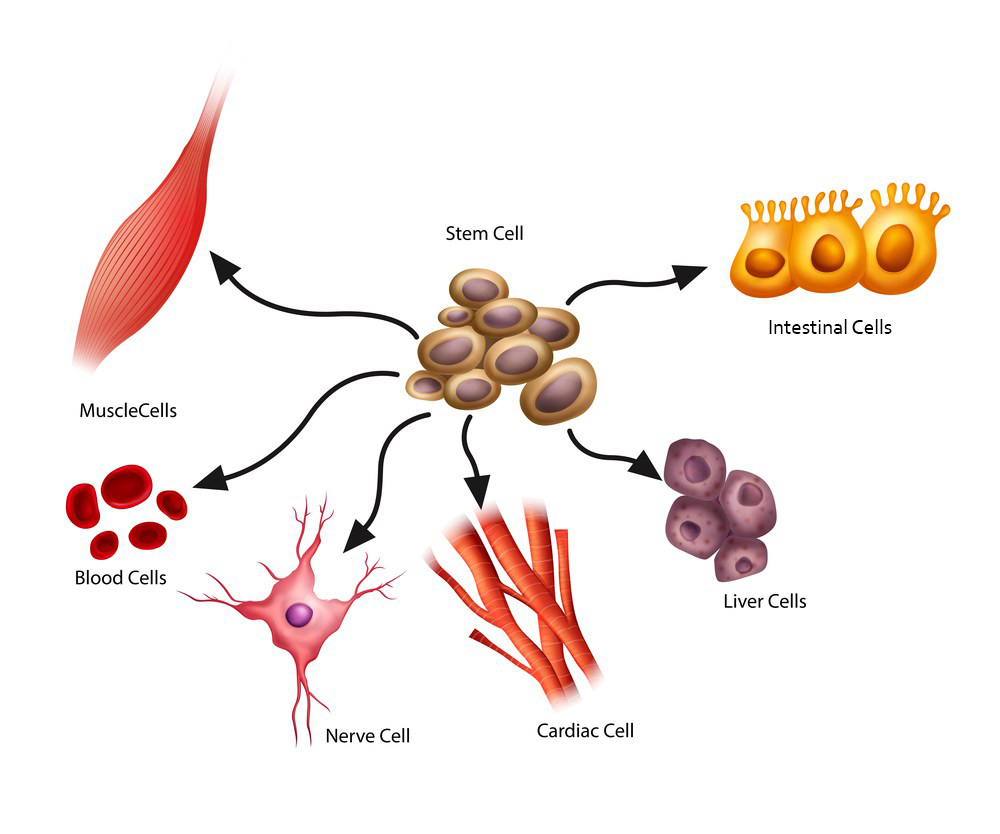 Stem Cell
Intestinal Cells
MuscleCells
Blood Cells
Liver Cells
Nerve Cell
Cardiac Cell